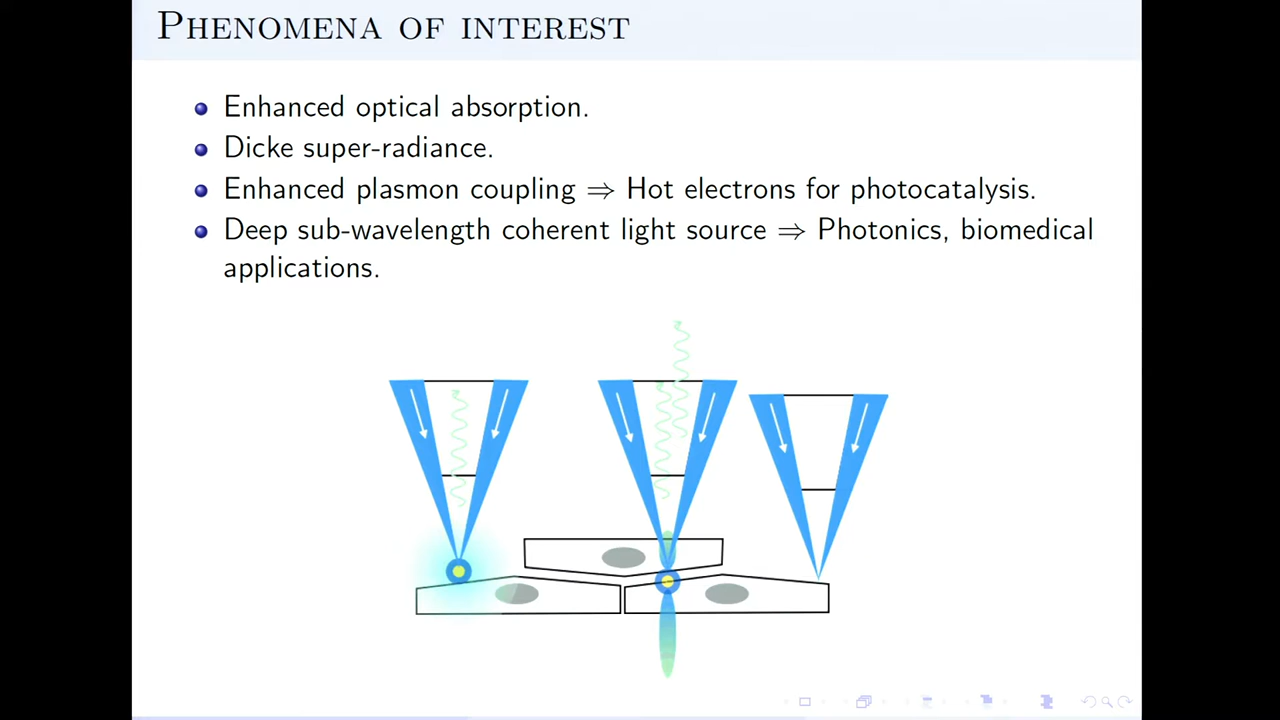 PHENOMENA OF INTEREST
Enhanced optical absorption.
Dicke super-radiance.
Enhanced plasmon coupling ⇒ Hot electrons for photocatalysis.
Deep sub-wavelength coherent light source ⇒ Photonics, biomedical
applications.